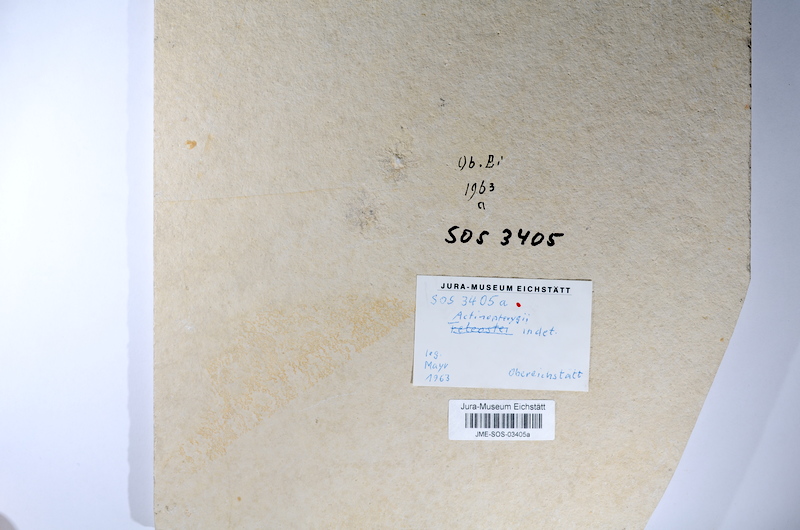 Ob. Ei
1963
a
SOS 3405
JURA-MUSEUM EICHSTÄTT
SOS 3405a
Actinopterygii
Teleostei indet.
leg.
Mayr
1963
Obereichstätt
Jura-Museum Eichstätt
JME-SOS-03405a